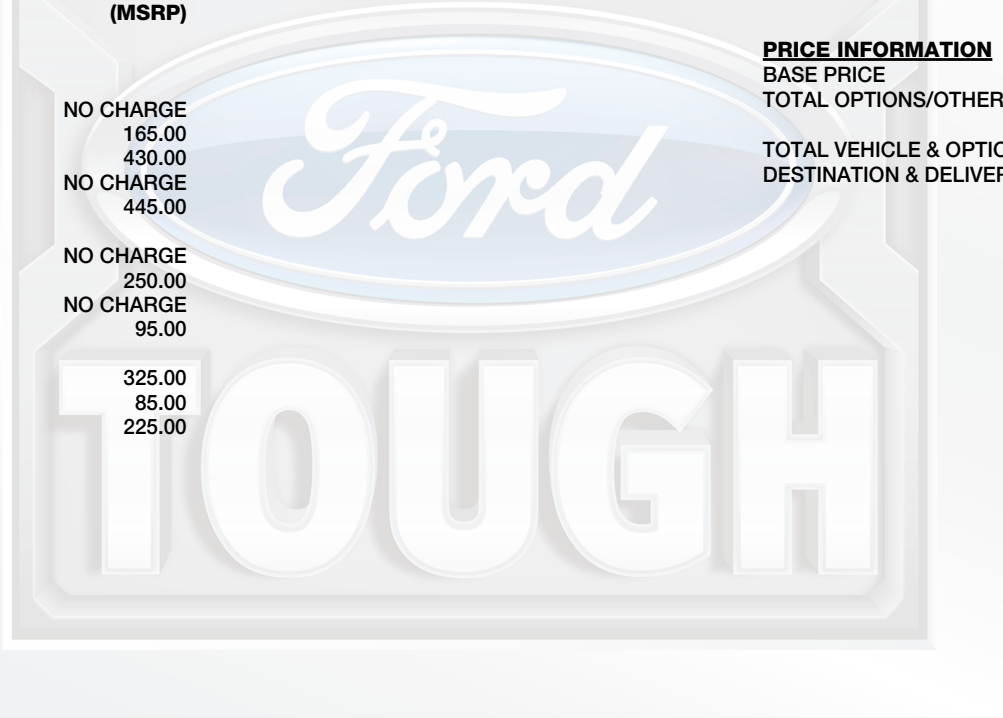 (MSRP)
NO CHARGE
165.00
430.00
NO CHARGE
445.00
NO CHARGE
250.00
NO CHARGE
95.00
325.00
85.00
225.00
PRICE INFORMATION
BASE PRICE
TOTAL OPTIONS/OTHER
TOTAL VEHICLE & OPTIO
DESTINATION & DELIVER
Ford
TOUGH